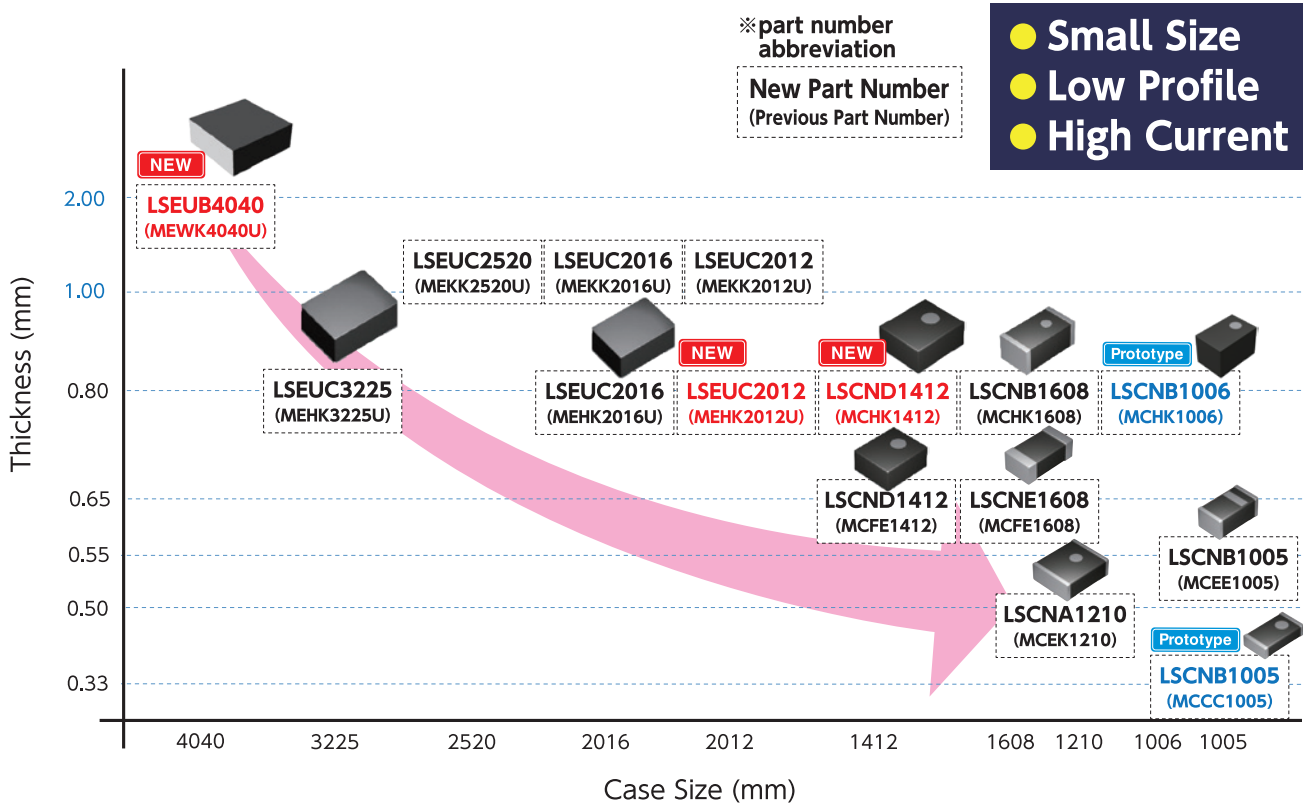 ※part number
abbreviation
New Part Number
(Previous Part Number)
Small Size
Low Profile
High Current
Thickness (mm)
2.00
1.00
0.80
0.65
0.55
0.50
0.33
NEW
LSEUB4040
(MEWK4040U)
LSEUC2520
(MEKK2520U)
LSEUC2016
(MEKK2016U)
LSEUC2012
(MEKK2012U)
LSEUC3225
(MEHK3225U)
LSEUC2016
(MEHK2016U)
NEW
LSEUC2012
(MEHK2012U)
NEW
LSCND1412
(MCHK1412)
LSCNB1608
(MCHK1608)
Prototype
LSCNB1006
(MCHK1006)
LSCND1412
(MCFE1412)
LSCNE1608
(MCFE1608)
LSCNB1005
(MCEE1005)
LSCNA1210
(MCEK1210)
Prototype
LSCNB1005
(MCCC1005)
4040 3225 2520 2016 2012 1412 1608 1210 1006 1005
Case Size (mm)